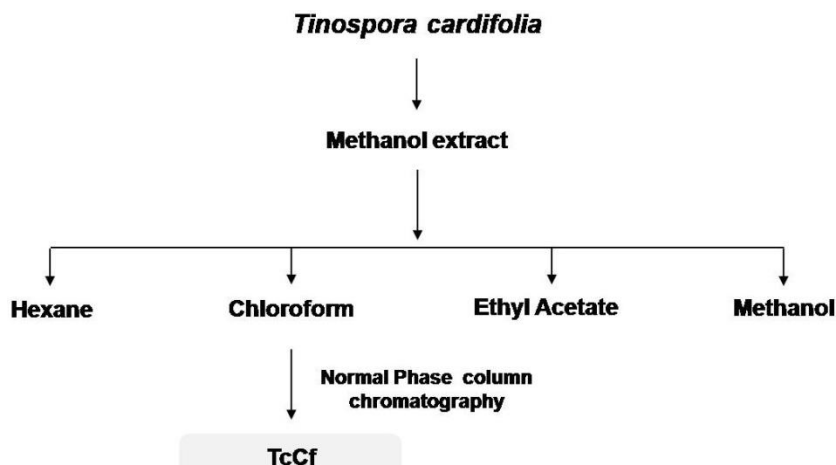 Tinospora cardifolia
Methanol extract
Hexane
Chloroform
Ethyl Acetate
Methanol
Normal Phase column
chromatography
TcCf